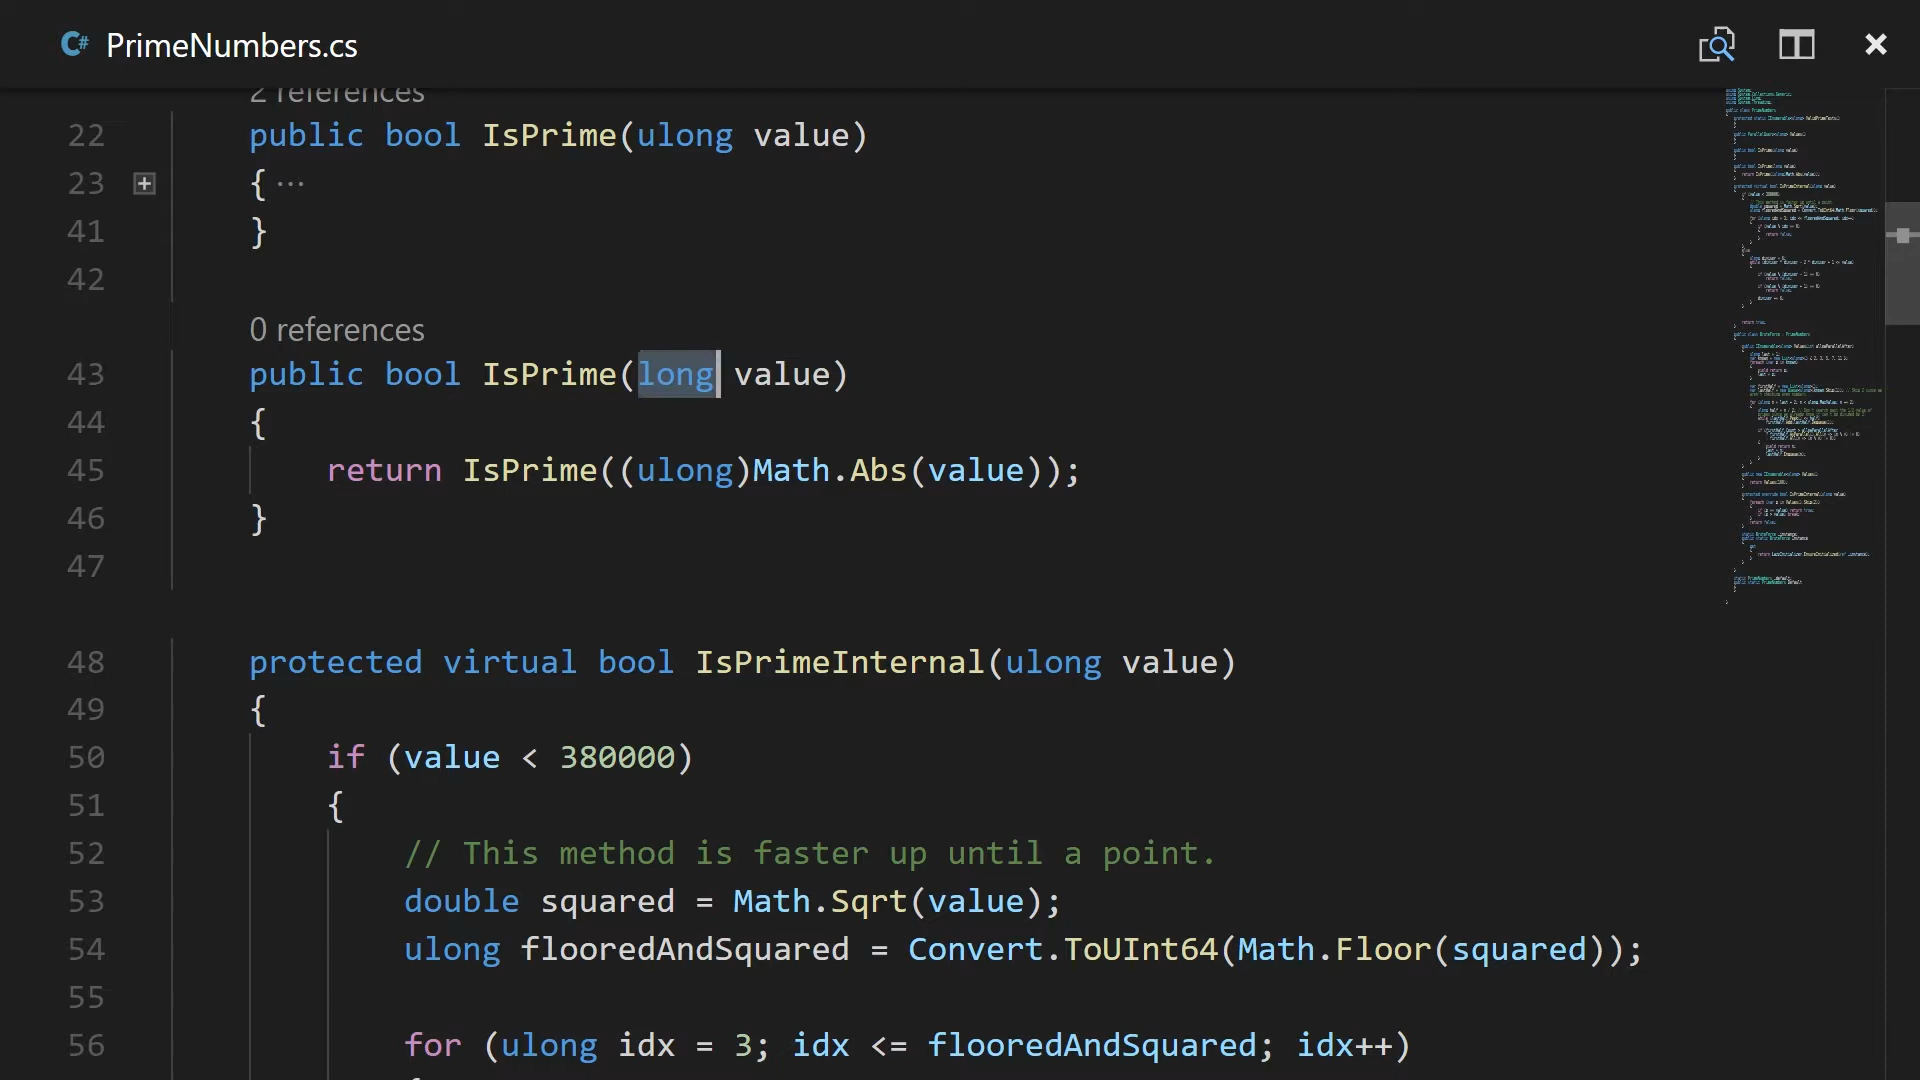 C# PrimeNumbers.cs
2 references
22 public bool IsPrime(ulong value)
23 { ...
41 }
42
0 references
43 public bool IsPrime(long value)
44 {
45 return IsPrime((ulong)Math.Abs(value));
46 }
47
48 protected virtual bool IsPrimeInternal(ulong value)
49 {
50 if (value < 380000)
51 {
52 // This method is faster up until a point.
53 double squared = Math.Sqrt(value);
54 ulong flooredAndSquared = Convert.ToUInt64(Math.Floor(squared));
55
56 for (ulong idx = 3; idx <= flooredAndSquared; idx++)